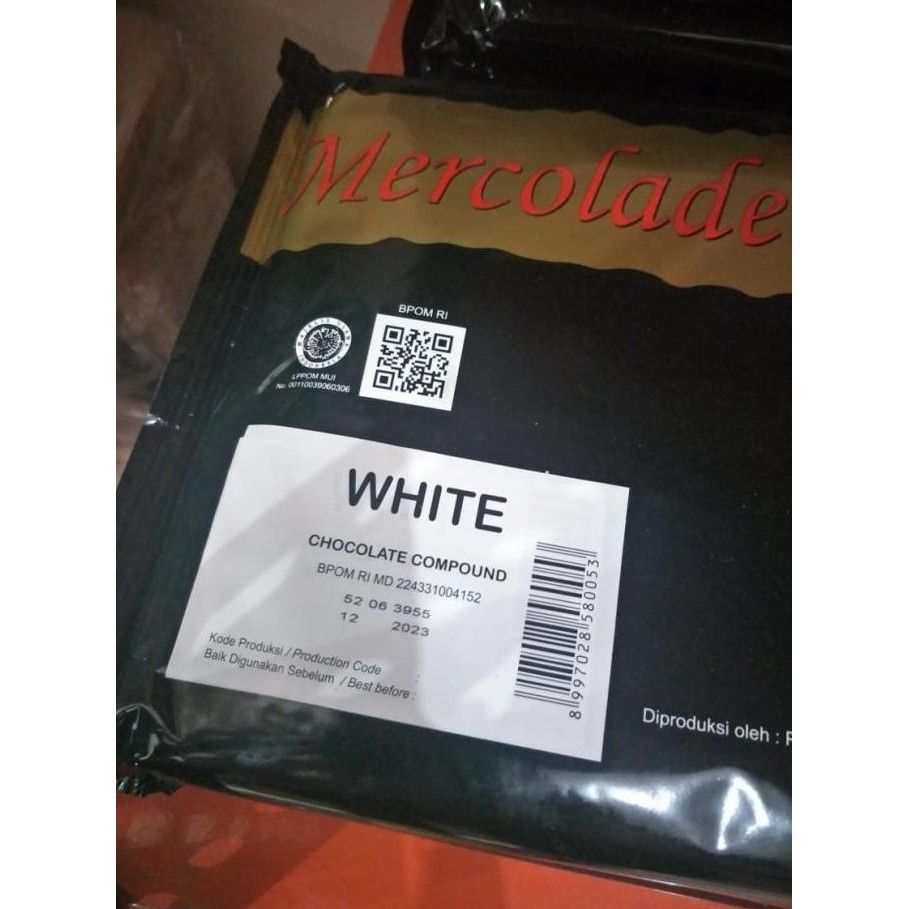 Mercolade
BPOM RI
LPPOM MUI
No. 00110039060306
WHITE
CHOCOLATE COMPOUND
BPOM RI MD 224331004152
52 06 3955
12 2023
Kode Produksi / Production Code :
Baik Digunakan Sebelum / Best before :
8 997028 580053
Diproduksi oleh : P